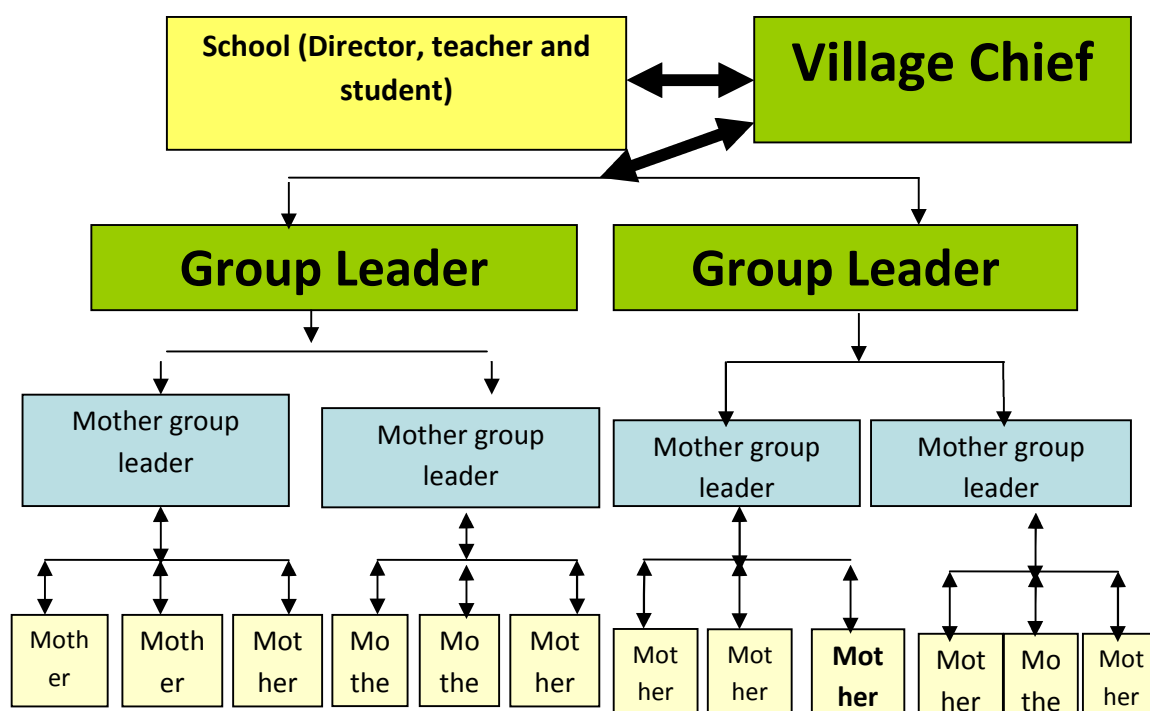 School (Director, teacher and
student)
Village Chief
Group Leader
Group Leader
Mother group
leader
Mother group
leader
Mother group
leader
Mother group
leader
Moth
er
Moth
er
Mot
her
Mo
the
Mo
the
Mot
her
Mot
her
Mot
her
Mot
her
Mot
her
Mo
the
Mot
her